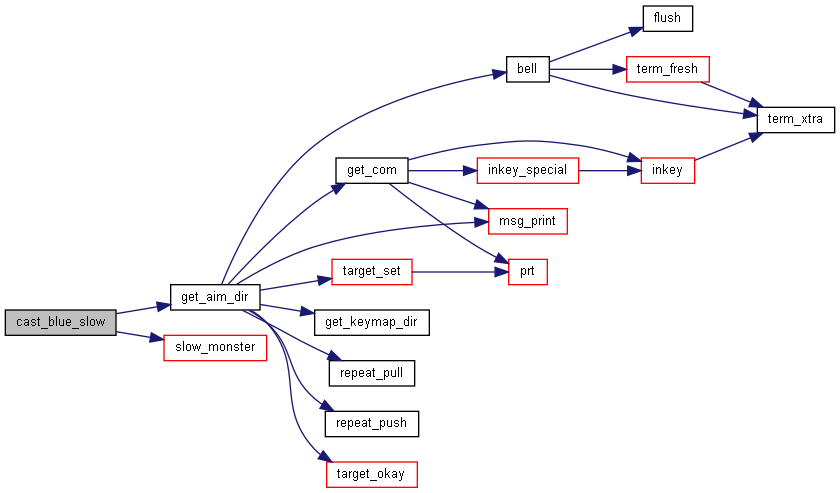 flush
bell
term_fresh
term_xtra
get_com
inkey_special
inkey
msg_print
target_set
prt
get_aim_dir
cast_blue_slow
get_keymap_dir
slow_monster
repeat_pull
repeat_push
target_okay